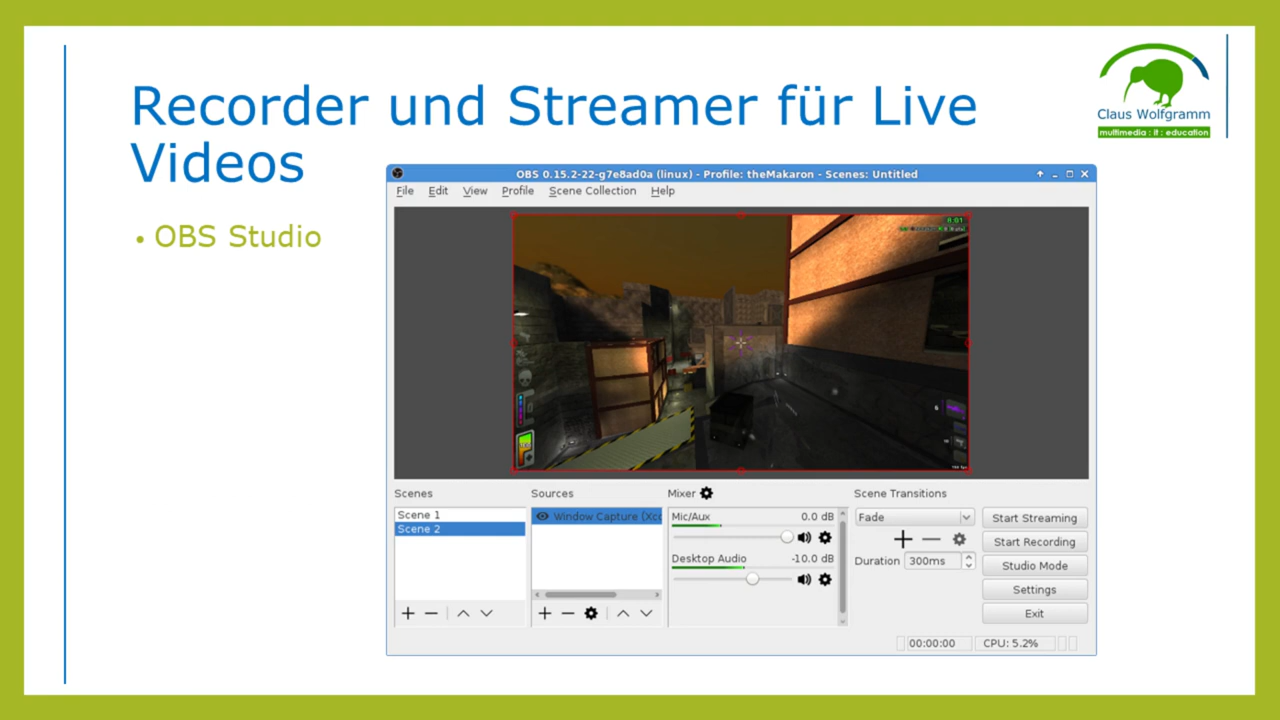 Recorder und Streamer für Live
Videos
Claus Wolfgramm
multimedia : it : education
• OBS Studio
OBS 0.15.2-22-g7e8ad0a (linux) - Profile: theMakaron - Scenes: Untitled
File Edit View Profile Scene Collection Help
Scenes Sources Mixer Scene Transitions
Scene 1
Scene 2
Window Capture (Xco
Mic/Aux 0.0 dB
Desktop Audio -10.0 dB
Fade
Duration 300ms
Start Streaming
Start Recording
Studio Mode
Settings
Exit
00:00:00 CPU: 5.2%